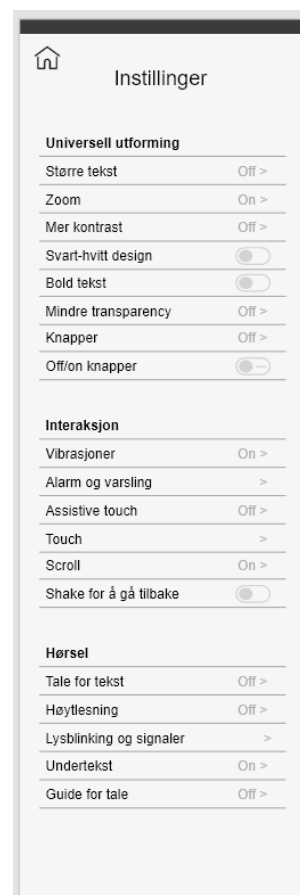 Instillinger
Universell utforming
Større tekst Off >
Zoom On >
Mer kontrast Off >
Svart-hvitt design
Bold tekst
Mindre transparency Off >
Knapper Off >
Off/on knapper
Interaksjon
Vibrasjoner On >
Alarm og varsling >
Assistive touch Off >
Touch >
Scroll On >
Shake for å gå tilbake
Hørsel
Tale for tekst Off >
Høytlesning Off >
Lysblinking og signaler >
Undertekst On >
Guide for tale Off >